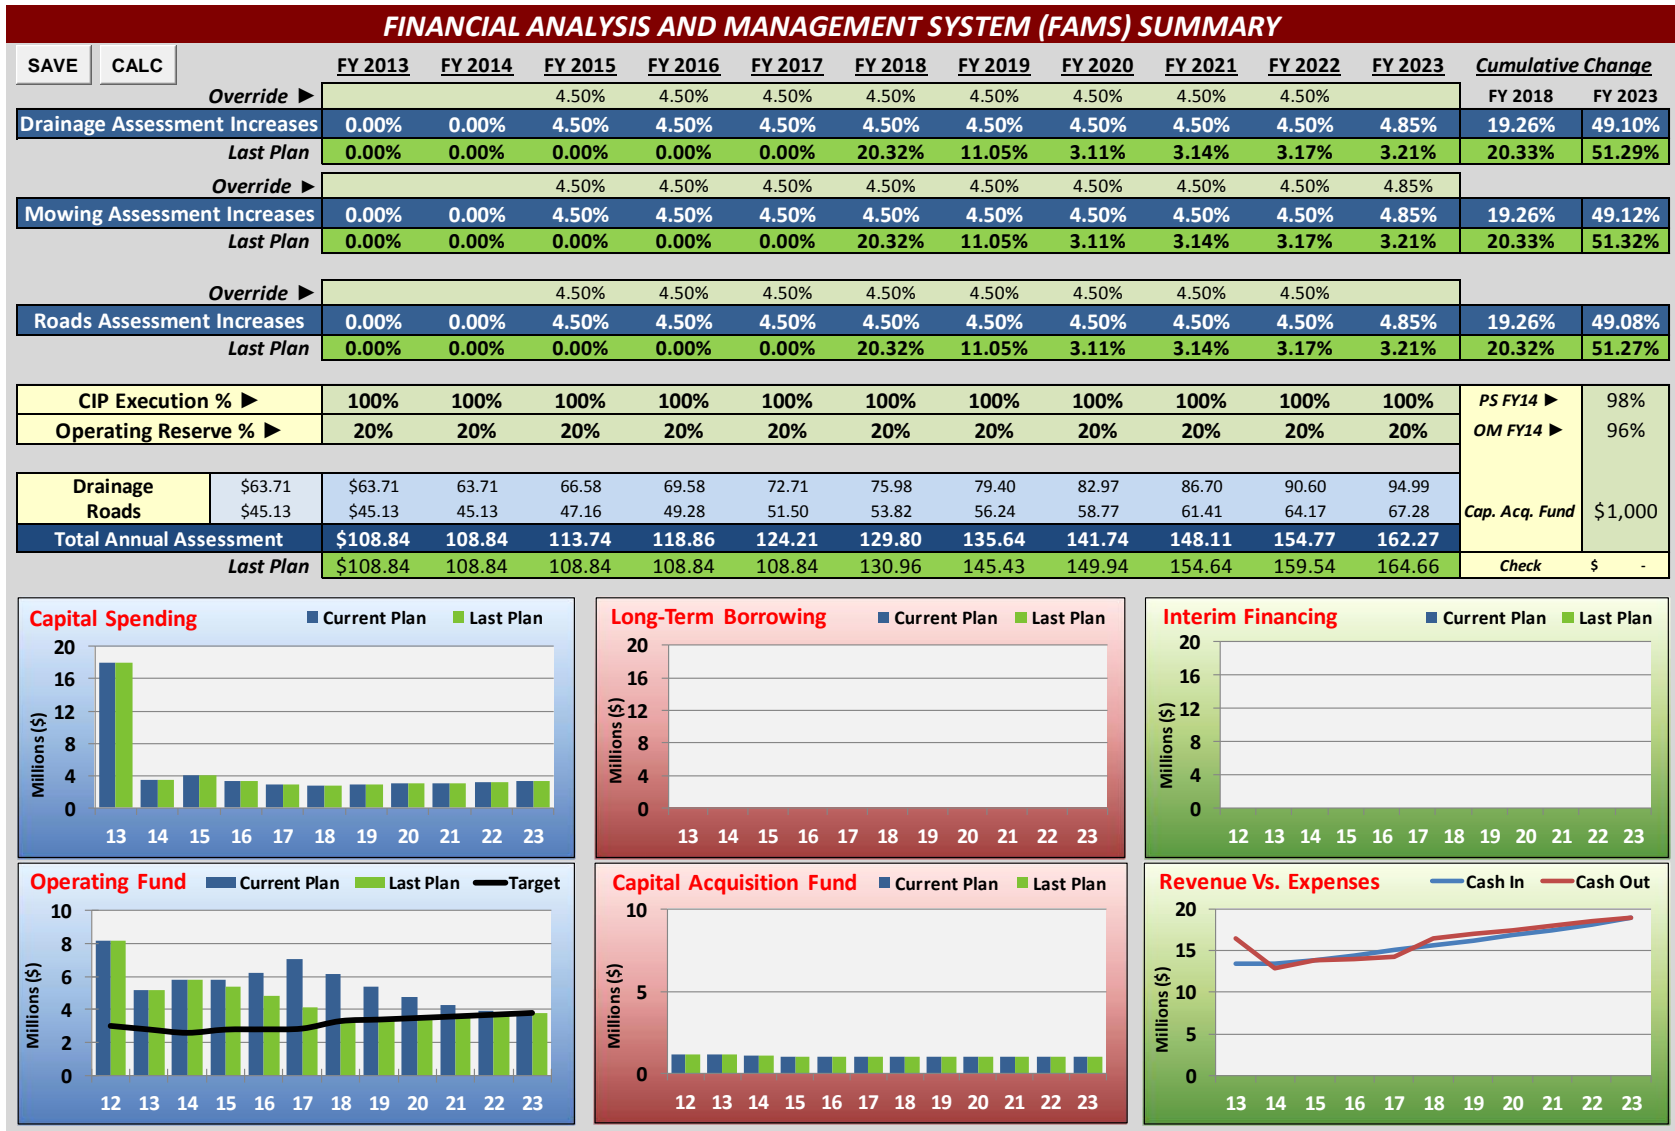 FINANCIAL ANALYSIS AND MANAGEMENT SYSTEM (FAMS) SUMMARY
SAVE CALC FY 2013 FY 2014 FY 2015 FY 2016 FY 2017 FY 2018 FY 2019 FY 2020 FY 2021 FY 2022 FY 2023 Cumulative Change
Override ► 4.50% 4.50% 4.50% 4.50% 4.50% 4.50% 4.50% 4.50% FY 2018 FY 2023
Drainage Assessment Increases 0.00% 0.00% 4.50% 4.50% 4.50% 4.50% 4.50% 4.50% 4.50% 4.50% 4.85% 19.26% 49.10%
Last Plan 0.00% 0.00% 0.00% 0.00% 0.00% 20.32% 11.05% 3.11% 3.14% 3.17% 3.21% 20.33% 51.29%
Override ► 4.50% 4.50% 4.50% 4.50% 4.50% 4.50% 4.50% 4.50% 4.85%
Mowing Assessment Increases 0.00% 0.00% 4.50% 4.50% 4.50% 4.50% 4.50% 4.50% 4.50% 4.50% 4.85% 19.26% 49.12%
Last Plan 0.00% 0.00% 0.00% 0.00% 0.00% 20.32% 11.05% 3.11% 3.14% 3.17% 3.21% 20.33% 51.32%
Override ► 4.50% 4.50% 4.50% 4.50% 4.50% 4.50% 4.50% 4.50%
Roads Assessment Increases 0.00% 0.00% 4.50% 4.50% 4.50% 4.50% 4.50% 4.50% 4.50% 4.50% 4.85% 19.26% 49.08%
Last Plan 0.00% 0.00% 0.00% 0.00% 0.00% 20.32% 11.05% 3.11% 3.14% 3.17% 3.21% 20.32% 51.27%
CIP Execution % ► 100% 100% 100% 100% 100% 100% 100% 100% 100% 100% 100% PS FY14 ► 98%
Operating Reserve % ► 20% 20% 20% 20% 20% 20% 20% 20% 20% 20% 20% OM FY14 ► 96%
Drainage $63.71 $63.71 63.71 66.58 69.58 72.71 75.98 79.40 82.97 86.70 90.60 94.99
Roads $45.13 $45.13 45.13 47.16 49.28 51.50 53.82 56.24 58.77 61.41 64.17 67.28 Cap. Acq. Fund $1,000
Total Annual Assessment $108.84 108.84 113.74 118.86 124.21 129.80 135.64 141.74 148.11 154.77 162.27
Last Plan $108.84 108.84 108.84 108.84 108.84 130.96 145.43 149.94 154.64 159.54 164.66 Check $ -
Capital Spending Current Plan Last Plan
20
16
12
8
4
0
Millions ($)
13 14 15 16 17 18 19 20 21 22 23
Long-Term Borrowing Current Plan Last Plan
20
16
12
8
4
0
Millions ($)
13 14 15 16 17 18 19 20 21 22 23
Interim Financing Current Plan Last Plan
20
16
12
8
4
0
Millions ($)
12 13 14 15 16 17 18 19 20 21 22 23
Operating Fund Current Plan Last Plan Target
10
8
6
4
2
0
Millions ($)
12 13 14 15 16 17 18 19 20 21 22 23
Capital Acquisition Fund Current Plan Last Plan
10
5
0
Millions ($)
12 13 14 15 16 17 18 19 20 21 22 23
Revenue Vs. Expenses Cash In Cash Out
20
15
10
5
0
Millions ($)
13 14 15 16 17 18 19 20 21 22 23